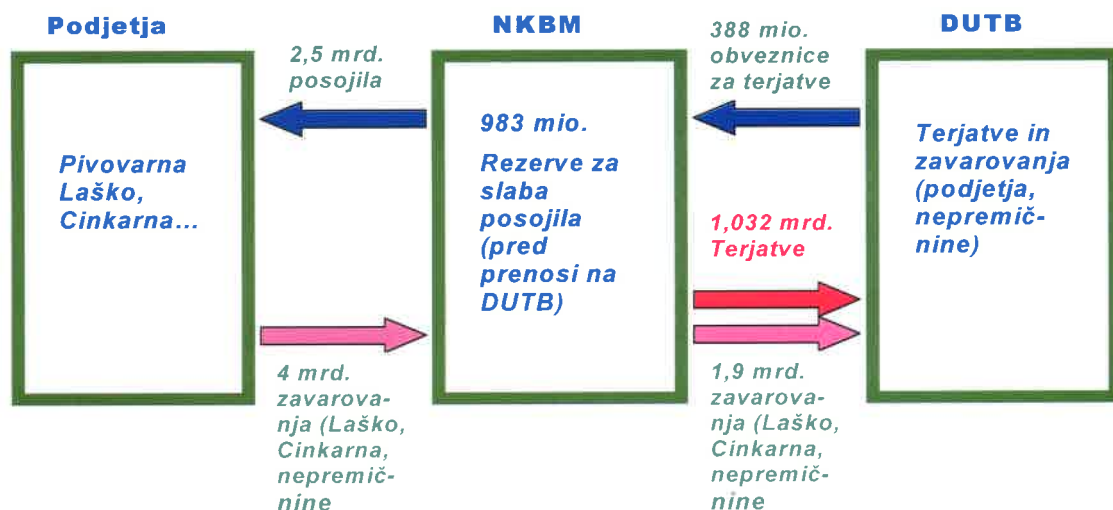 Podjetja
NKBM
DUTB
2,5 mrd.
posojila
388 mio.
obveznice
za terjatve
Pivovarna
Laško,
Cinkarna...
983 mio.
Rezerve za
slaba
posojila
(pred
prenosi na
DUTB)
1,032 mrd.
Terjatve
Terjatve in
zavarovanja
(podjetja,
nepremič-
nine)
4 mrd.
zavarova-
nja (Laško,
Cinkarna,
nepremič-
nine
1,9 mrd.
zavarova-
nja (Laško,
Cinkarna,
nepremič-
nine